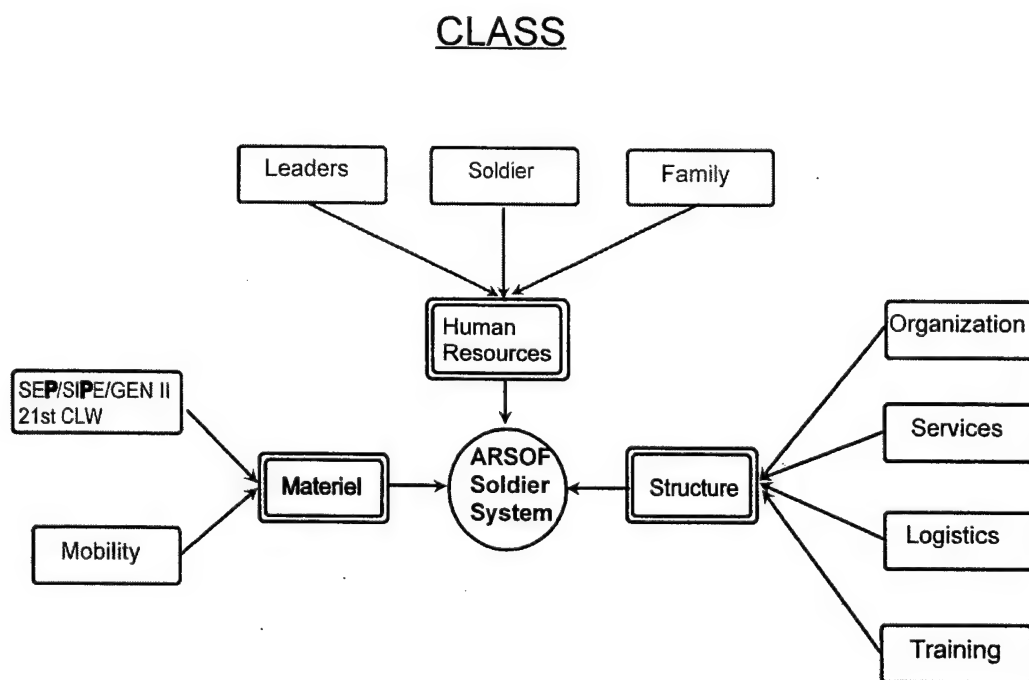 CLASS
Leaders
Soldier
Family
Human
Resources
Organization
SEP/SIPE/GEN II
21st CLW
Services
Materiel
ARSOF
Soldier
System
Structure
Mobility
Logistics
Training